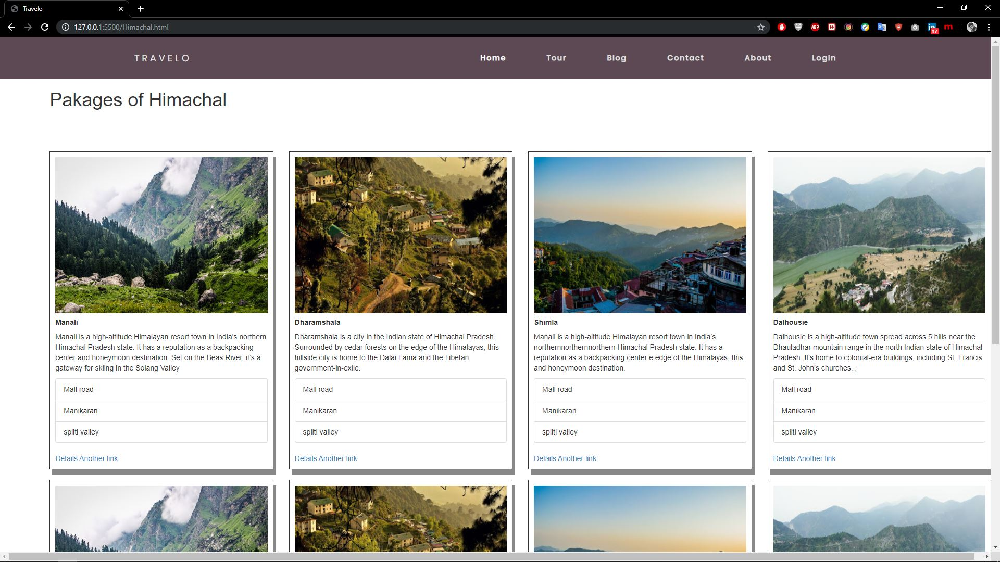 Travelo
127.0.0.1:5500/Himachal.html
ABP
17
m
TRAVELO
Home Tour Blog Contact About Login
Pakages of Himachal
Manali
Manali is a high-altitude Himalayan resort town in India’s northern
Himachal Pradesh state. It has a reputation as a backpacking
center and honeymoon destination. Set on the Beas River, it’s a
gateway for skiing in the Solang Valley
Mall road
Manikaran
spliti valley
Details Another link
Dharamshala
Dharamshala is a city in the Indian state of Himachal Pradesh.
Surrounded by cedar forests on the edge of the Himalayas, this
hillside city is home to the Dalai Lama and the Tibetan
government-in-exile.
Mall road
Manikaran
spliti valley
Details Another link
Shimla
Manali is a high-altitude Himalayan resort town in India’s
northernnorthernnorthern Himachal Pradesh state. It has a
reputation as a backpacking center e edge of the Himalayas, this
and honeymoon destination.
Mall road
Manikaran
spliti valley
Details Another link
Dalhousie
Dalhousie is a high-altitude town spread across 5 hills near the
Dhauladhar mountain range in the north Indian state of Himachal
Pradesh. It's home to colonial-era buildings, including St. Francis
and St. John’s churches, ,
Mall road
Manikaran
spliti valley
Details Another link